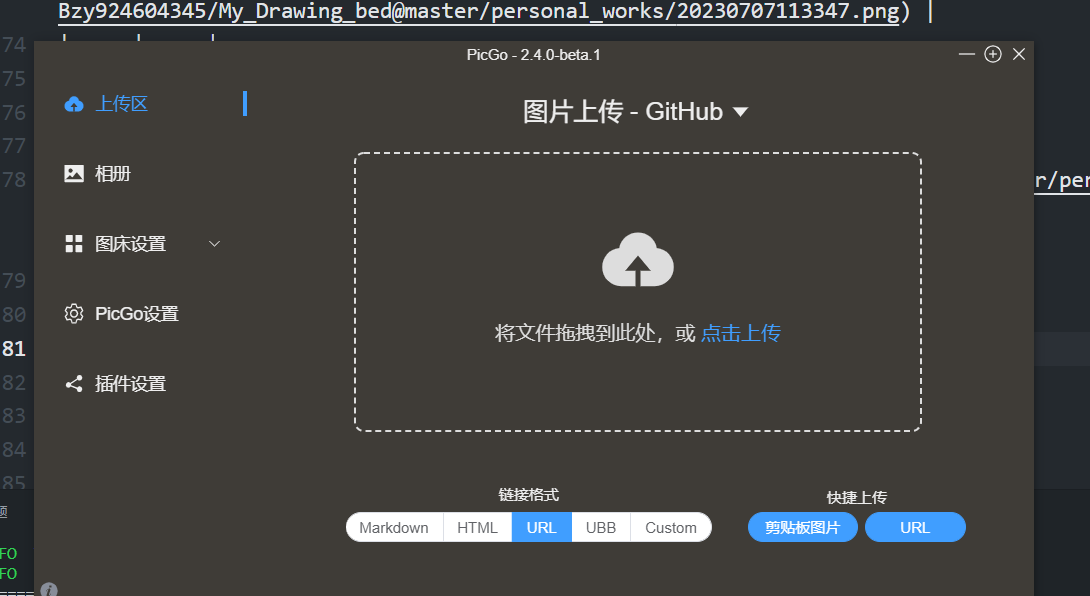 Bzy924604345/My_Drawing_bed@master/personal_works/20230707113347.png) |
74
PicGo - 2.4.0-beta.1
75
上传区
图片上传 - GitHub
76
77
相册
78
r/per
图床设置
79
80
PicGo设置
将文件拖拽到此处，或 点击上传
81
82
插件设置
83
84
85
链接格式
快捷上传
Markdown HTML URL UBB Custom
剪贴板图片 URL
FO
FO
====